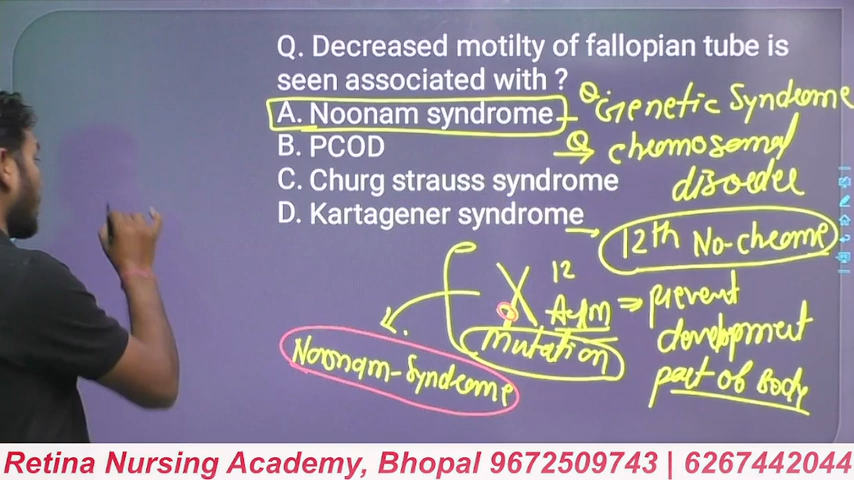 Q. Decreased motilty of fallopian tube is
seen associated with ?
A. Noonam syndrome
Genetic Syndrome
B. PCOD
chromosomal
disorder
C. Churg strauss syndrome
D. Kartagener syndrome
12th No-chrome
12
prevent
development
part of Body
mutation
Noonam-Syndrome
Retina Nursing Academy, Bhopal 9672509743 | 6267442044